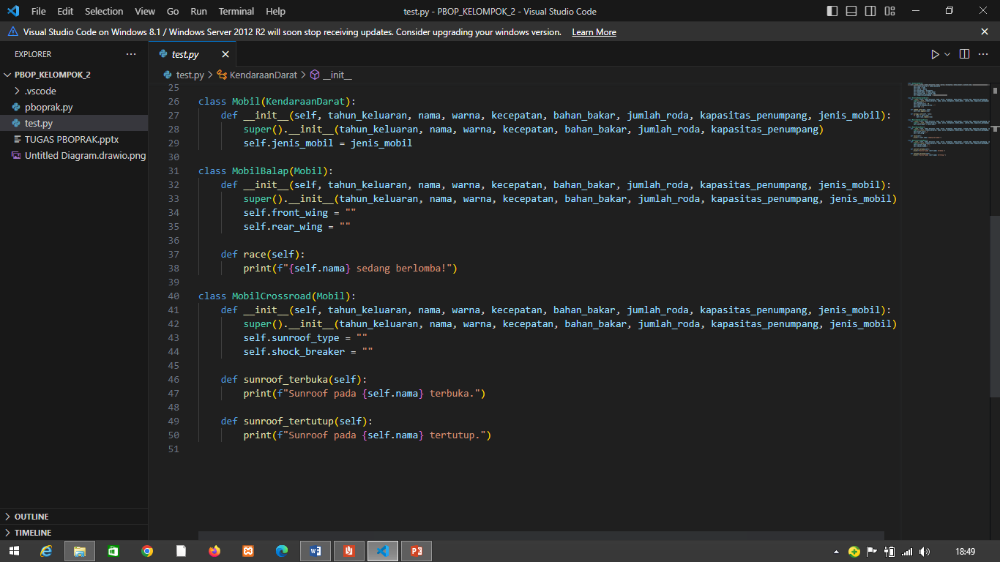 File Edit Selection View Go Run Terminal Help test.py - PBOP_KELOMPOK_2 - Visual Studio Code
Visual Studio Code on Windows 8.1 / Windows Server 2012 R2 will soon stop receiving updates. Consider upgrading your windows version. Learn More
EXPLORER
PBOP_KELOMPOK_2
.vscode
pboprak.py
test.py
TUGAS PBOPRAK.pptx
Untitled Diagram.drawio.png
OUTLINE
TIMELINE
test.py
test.py > KendaraanDarat > __init__
25
26 class Mobil(KendaraanDarat):
27 def __init__(self, tahun_keluaran, nama, warna, kecepatan, bahan_bakar, jumlah_roda, kapasitas_penumpang, jenis_mobil):
28 super().__init__(tahun_keluaran, nama, warna, kecepatan, bahan_bakar, jumlah_roda, kapasitas_penumpang)
29 self.jenis_mobil = jenis_mobil
30
31 class MobilBalap(Mobil):
32 def __init__(self, tahun_keluaran, nama, warna, kecepatan, bahan_bakar, jumlah_roda, kapasitas_penumpang, jenis_mobil):
33 super().__init__(tahun_keluaran, nama, warna, kecepatan, bahan_bakar, jumlah_roda, kapasitas_penumpang, jenis_mobil)
34 self.front_wing = ""
35 self.rear_wing = ""
36
37 def race(self):
38 print(f"{self.nama} sedang berlomba!")
39
40 class MobilCrossroad(Mobil):
41 def __init__(self, tahun_keluaran, nama, warna, kecepatan, bahan_bakar, jumlah_roda, kapasitas_penumpang, jenis_mobil):
42 super().__init__(tahun_keluaran, nama, warna, kecepatan, bahan_bakar, jumlah_roda, kapasitas_penumpang, jenis_mobil)
43 self.sunroof_type = ""
44 self.shock_breaker = ""
45
46 def sunroof_terbuka(self):
47 print(f"Sunroof pada {self.nama} terbuka.")
48
49 def sunroof_tertutup(self):
50 print(f"Sunroof pada {self.nama} tertutup.")
51
18:49